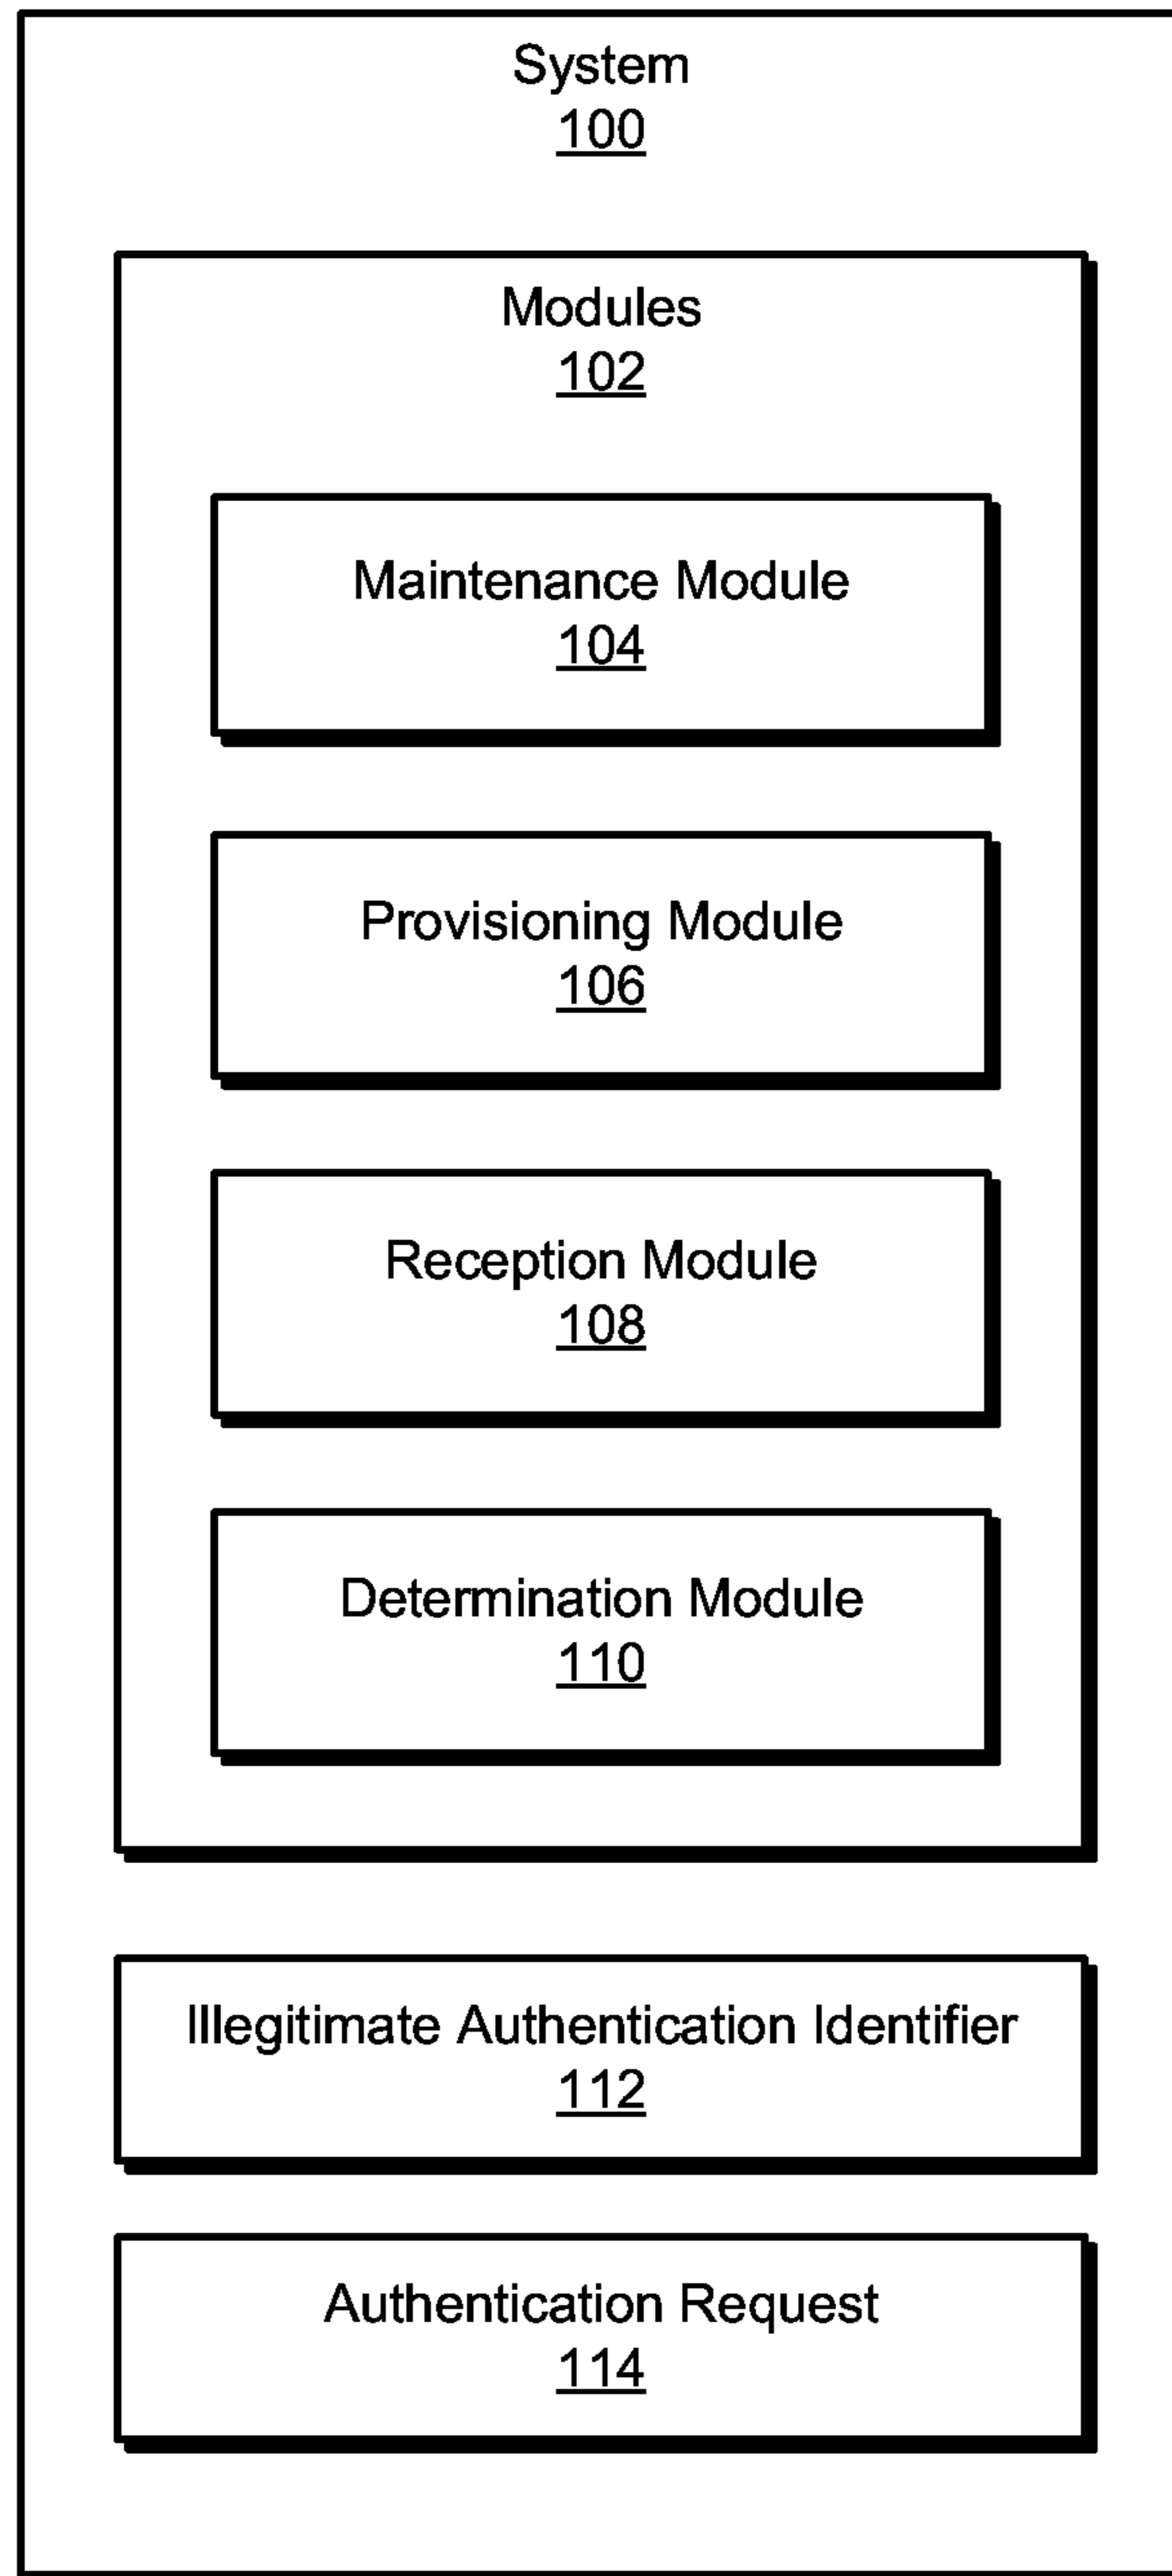 System
100
Modules
102
Maintenance Module
104
Provisioning Module
106
Reception Module
108
Determination Module
110
Illegitimate Authentication Identifier
112
Authentication Request
114